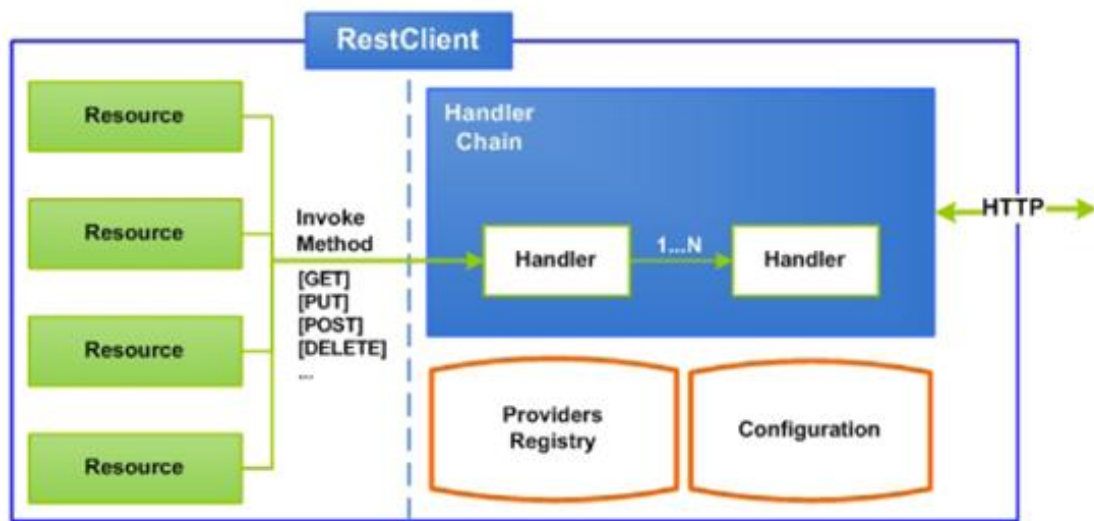 RestClient
Resource
Resource
Resource
Resource
Invoke
Method
[GET]
[PUT]
[POST]
[DELETE]
...
Handler
Chain
Handler
1...N
Handler
HTTP
Providers
Registry
Configuration